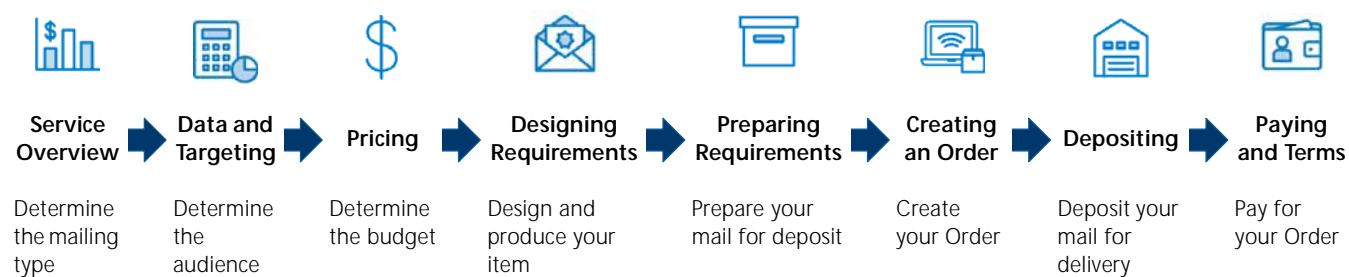 $
Service
Overview
Data and
Targeting
$
Pricing
Designing
Requirements
Preparing
Requirements
Creating
an Order
Depositing
Paying
and Terms
Determine
the mailing
type
Determine
the
audience
Determine
the budget
Design and
produce your
item
Prepare your
mail for deposit
Create
your Order
Deposit your
mail for
delivery
Pay for
your Order